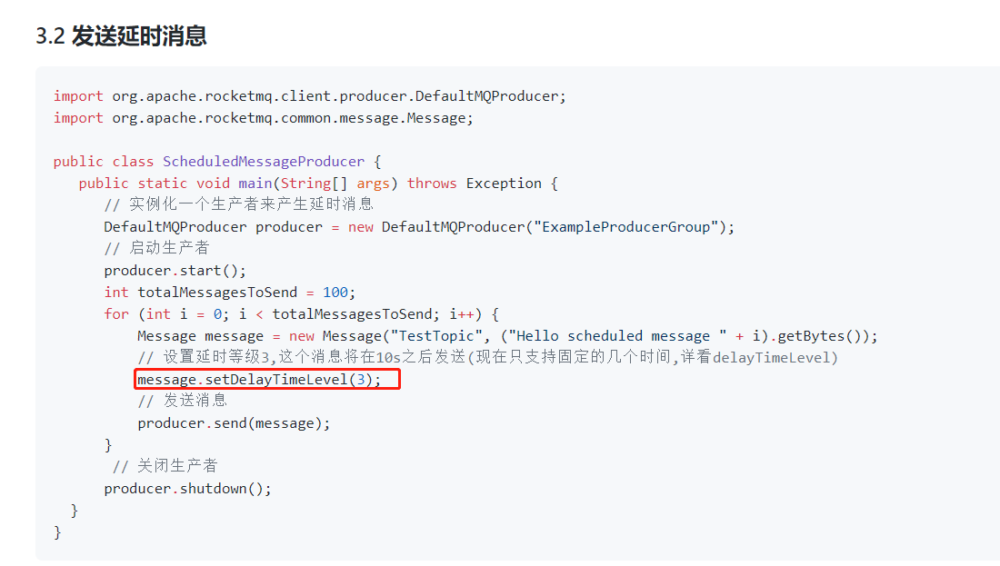 3.2 发送延时消息
import org.apache.rocketmq.client.producer.DefaultMQProducer;
import org.apache.rocketmq.common.message.Message;
public class ScheduledMessageProducer {
public static void main(String[] args) throws Exception {
// 实例化一个生产者来产生延时消息
DefaultMQProducer producer = new DefaultMQProducer("ExampleProducerGroup");
// 启动生产者
producer.start();
int totalMessagesToSend = 100;
for (int i = 0; i < totalMessagesToSend; i++) {
Message message = new Message("TestTopic", ("Hello scheduled message " + i).getBytes());
// 设置延时等级3,这个消息将在10s之后发送(现在只支持固定的几个时间,详看delayTimeLevel)
message.setDelayTimeLevel(3);
// 发送消息
producer.send(message);
}
// 关闭生产者
producer.shutdown();
}
}